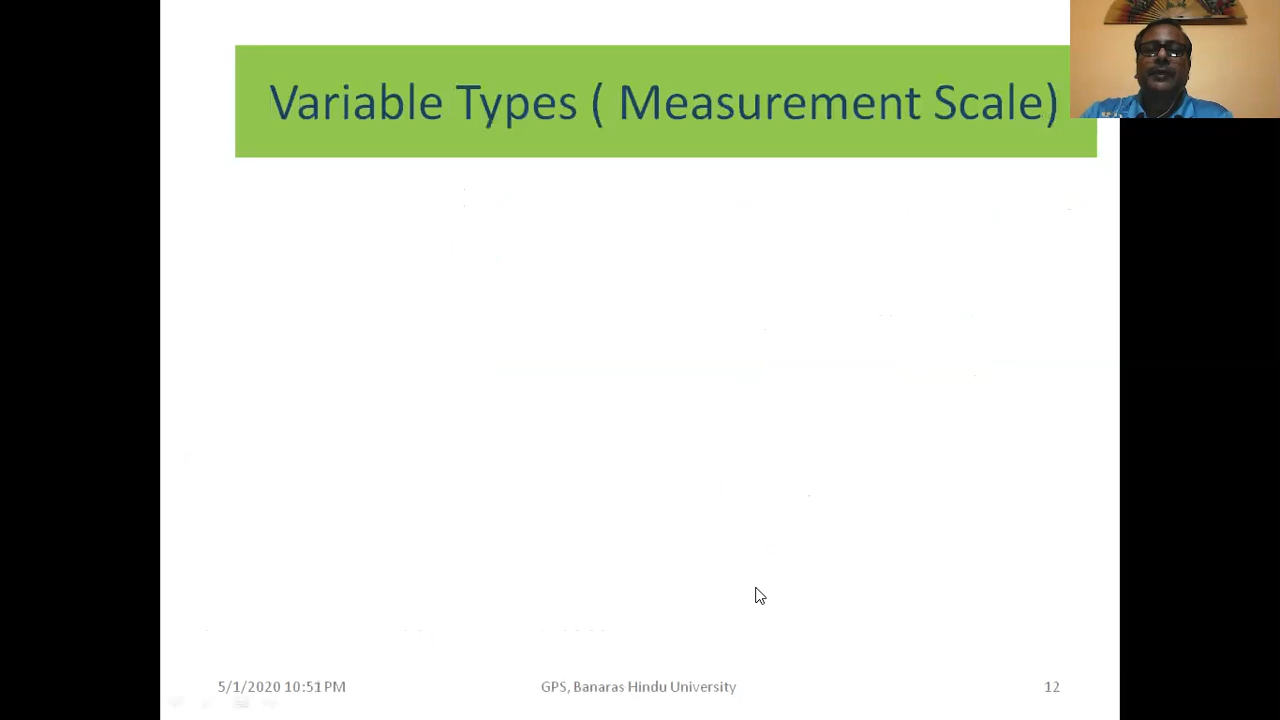 Variable Types ( Measurement Scale)
5/1/2020 10:51 PM
GPS, Banaras Hindu University
12